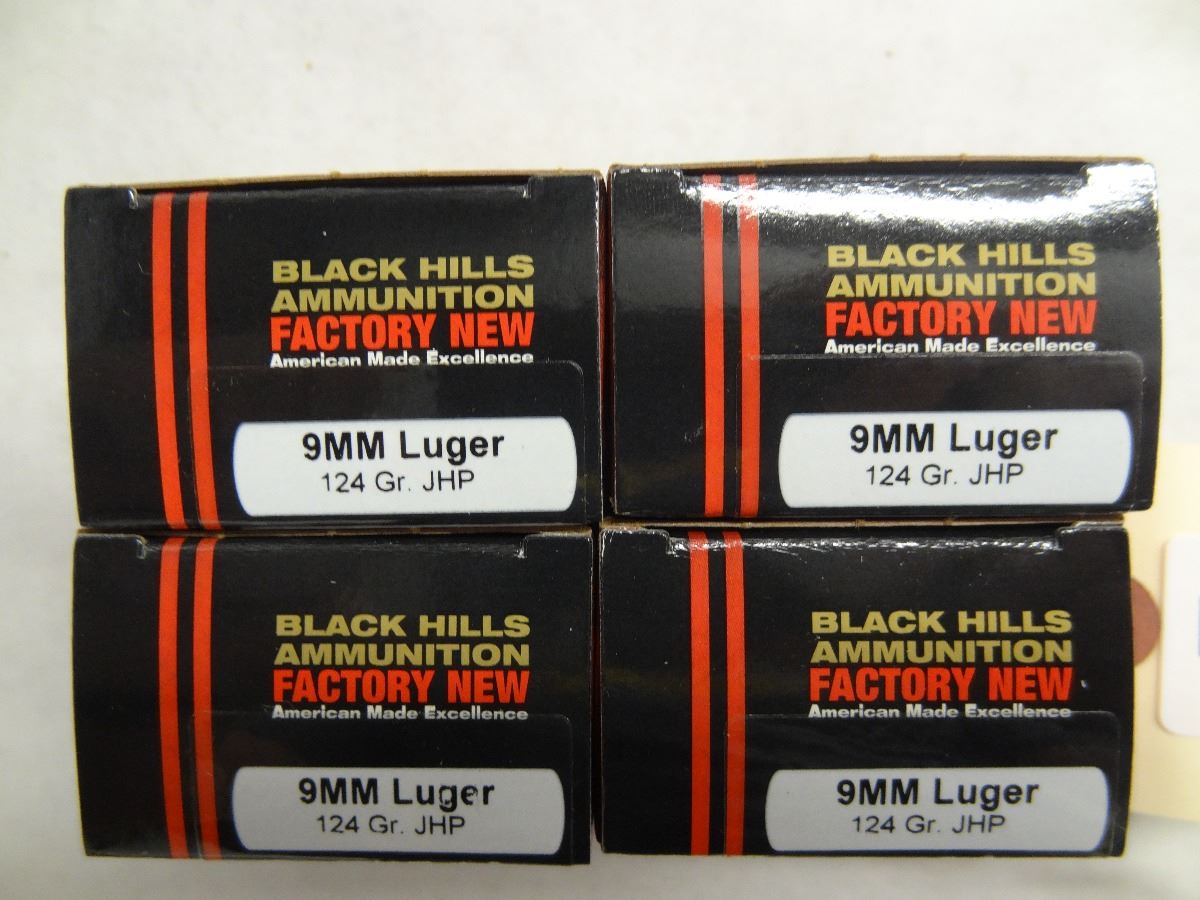 BLACK HILLS
AMMUNITION
FACTORY NEW
American Made Excellence
9MM Luger
124 Gr. JHP
BLACK HILLS
AMMUNITION
FACTORY NEW
American Made Excellence
9MM Luger
124 Gr. JHP
BLACK HILLS
AMMUNITION
FACTORY NEW
American Made Excellence
9MM Luger
124 Gr. JHP
BLACK HILLS
AMMUNITION
FACTORY NEW
American Made Excellence
9MM Luger
124 Gr. JHP